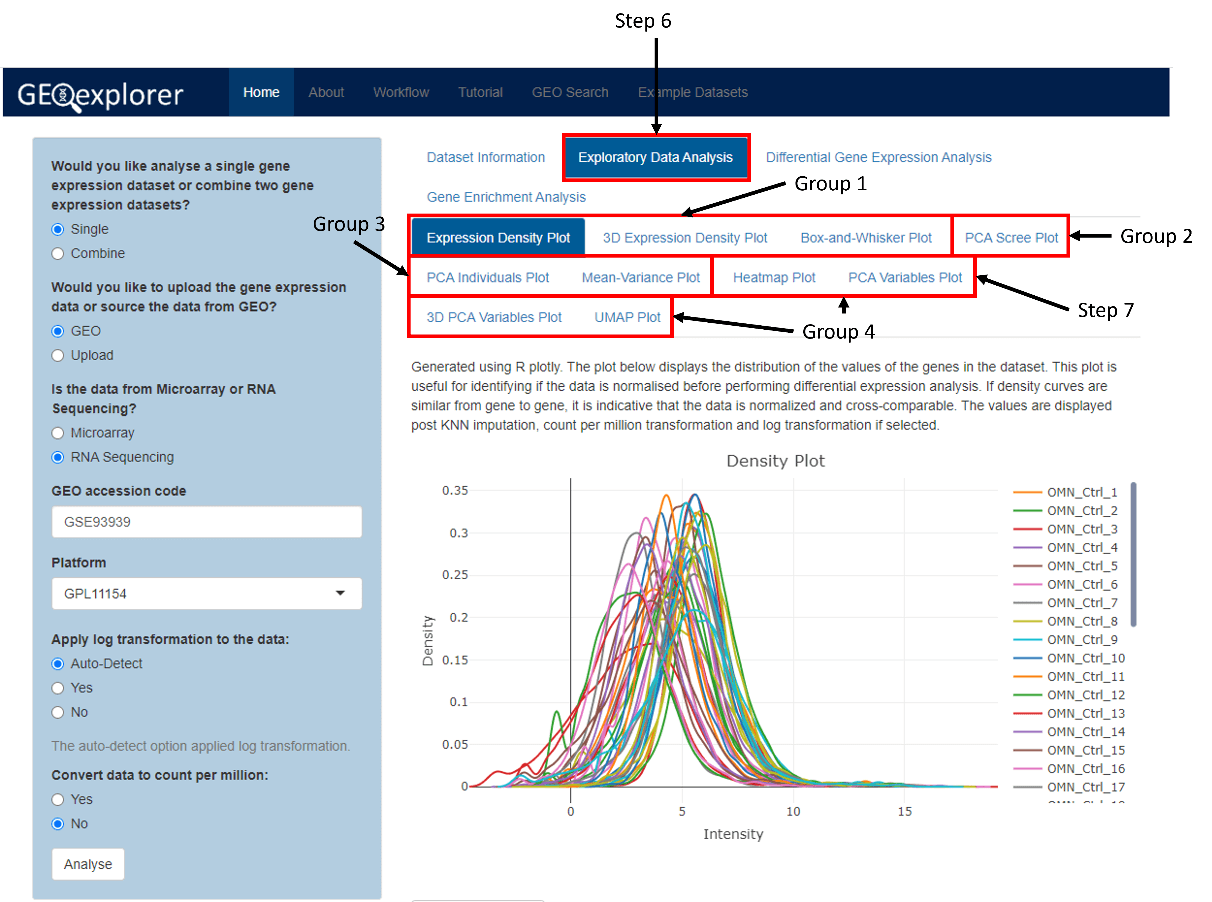 Step 6
GEOexplorer
Home About Workflow Tutorial GEO Search Example Datasets
Would you like analyse a single gene
expression dataset or combine two gene
expression datasets?
Single
Combine
Would you like to upload the gene expression
data or source the data from GEO?
GEO
Upload
Is the data from Microarray or RNA
Sequencing?
Microarray
RNA Sequencing
GEO accession code
GSE93939
Platform
GPL11154
Apply log transformation to the data:
Auto-Detect
Yes
No
The auto-detect option applied log transformation.
Convert data to count per million:
Yes
No
Analyse
Dataset Information Exploratory Data Analysis Differential Gene Expression Analysis
Gene Enrichment Analysis
Group 1
Group 3
Expression Density Plot 3D Expression Density Plot Box-and-Whisker Plot PCA Scree Plot
Group 2
PCA Individuals Plot Mean-Variance Plot Heatmap Plot PCA Variables Plot
Step 7
3D PCA Variables Plot UMAP Plot
Group 4
Generated using R plotly. The plot below displays the distribution of the values of the genes in the dataset. This plot is
useful for identifying if the data is normalised before performing differential expression analysis. If density curves are
similar from gene to gene, it is indicative that the data is normalized and cross-comparable. The values are displayed
post KNN imputation, count per million transformation and log transformation if selected.
Density Plot
0.35
0.3
0.25
0.2
0.15
0.1
0.05
0
Density
0 5 10 15
Intensity
OMN_Ctrl_1
OMN_Ctrl_2
OMN_Ctrl_3
OMN_Ctrl_4
OMN_Ctrl_5
OMN_Ctrl_6
OMN_Ctrl_7
OMN_Ctrl_8
OMN_Ctrl_9
OMN_Ctrl_10
OMN_Ctrl_11
OMN_Ctrl_12
OMN_Ctrl_13
OMN_Ctrl_14
OMN_Ctrl_15
OMN_Ctrl_16
OMN_Ctrl_17